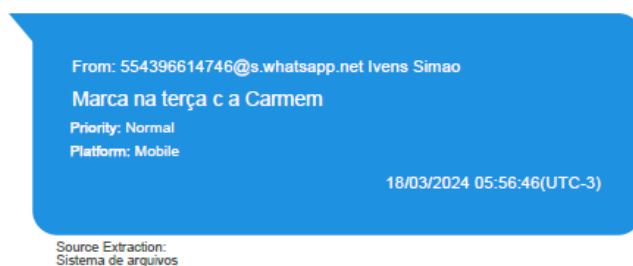 From: 554396614746@s.whatsapp.net Ivens Simao
Marca na terça c a Carmem
Priority: Normal
Platform: Mobile
18/03/2024 05:56:46(UTC-3)
Source Extraction:
Sistema de arquivos